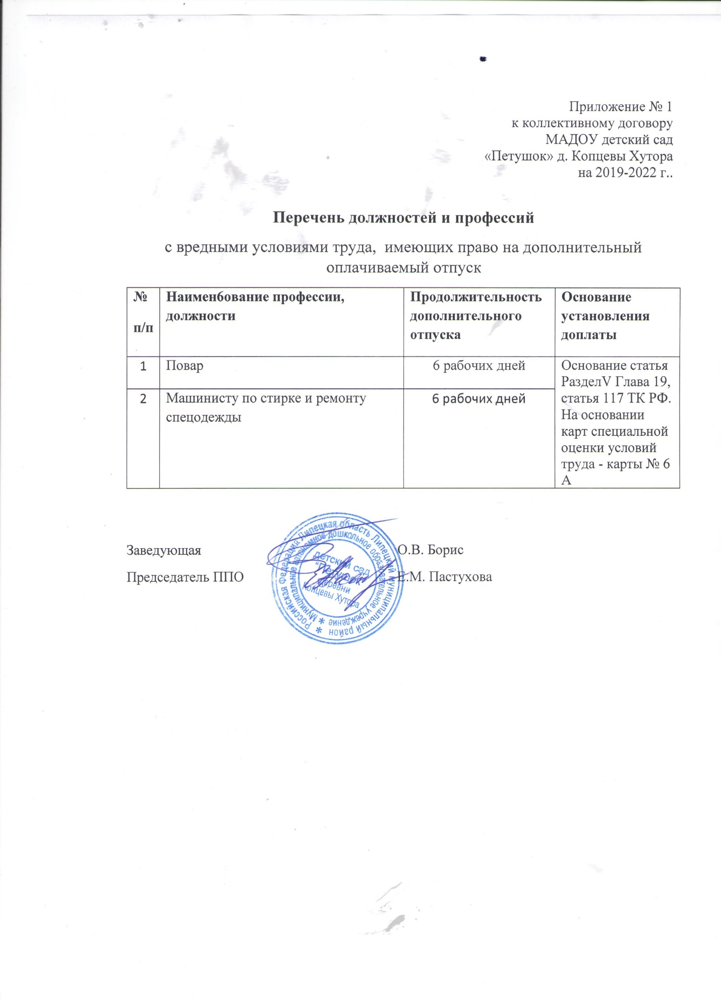 Приложение № 1
к коллективному договору
МАДОУ детский сад
«Петушок» д. Копцевы Хутора
на 2019-2022 г..
Перечень должностей и профессий
с вредными условиями труда, имеющих право на дополнительный
оплачиваемый отпуск
№
п/п
Наименбование профессии,
должности
Продолжительность
дополнительного
отпуска
Основание
установления
доплаты
1
Повар
6 рабочих дней
Основание статья
РазделV Глава 19,
статья 117 ТК РФ.
На основании
карт специальной
оценки условий
труда - карты № 6
А
2
Машинисту по стирке и ремонту
спецодежды
6 рабочих дней
Заведующая
О.В. Борис
Председатель ППО
Е.М. Пастухова
Российская Федерация Липецкая область Липецкий муниципальный район *
Муниципальное автономное дошкольное образовательное учреждение *
детский сад
"Петушок"
деревни
Копцевы Хутора